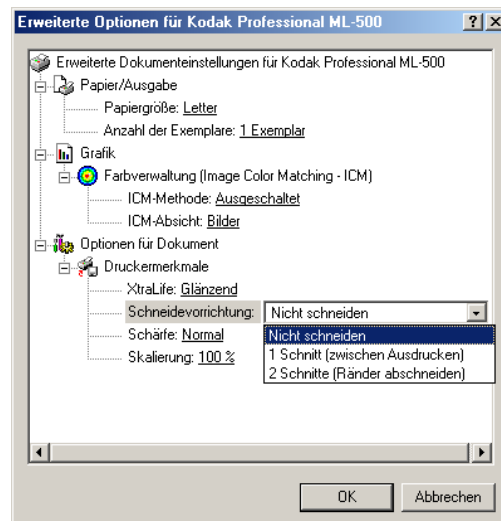 Erweiterte Optionen für Kodak Professional ML-500
Erweiterte Dokumenteinstellungen für Kodak Professional ML-500
Papier/Ausgabe
Papiergröße: Letter
Anzahl der Exemplare: 1 Exemplar
Grafik
Farbverwaltung (Image Color Matching - ICM)
ICM-Methode: Ausgeschaltet
ICM-Absicht: Bilder
Optionen für Dokument
Druckermerkmale
XtraLife: Glänzend
Schneidevorrichtung: Nicht schneiden
Schärfe: Normal
Skalierung: 100 %
Nicht schneiden
1 Schnitt (zwischen Ausdrucken)
2 Schnitte (Ränder abschneiden)
OK Abbrechen